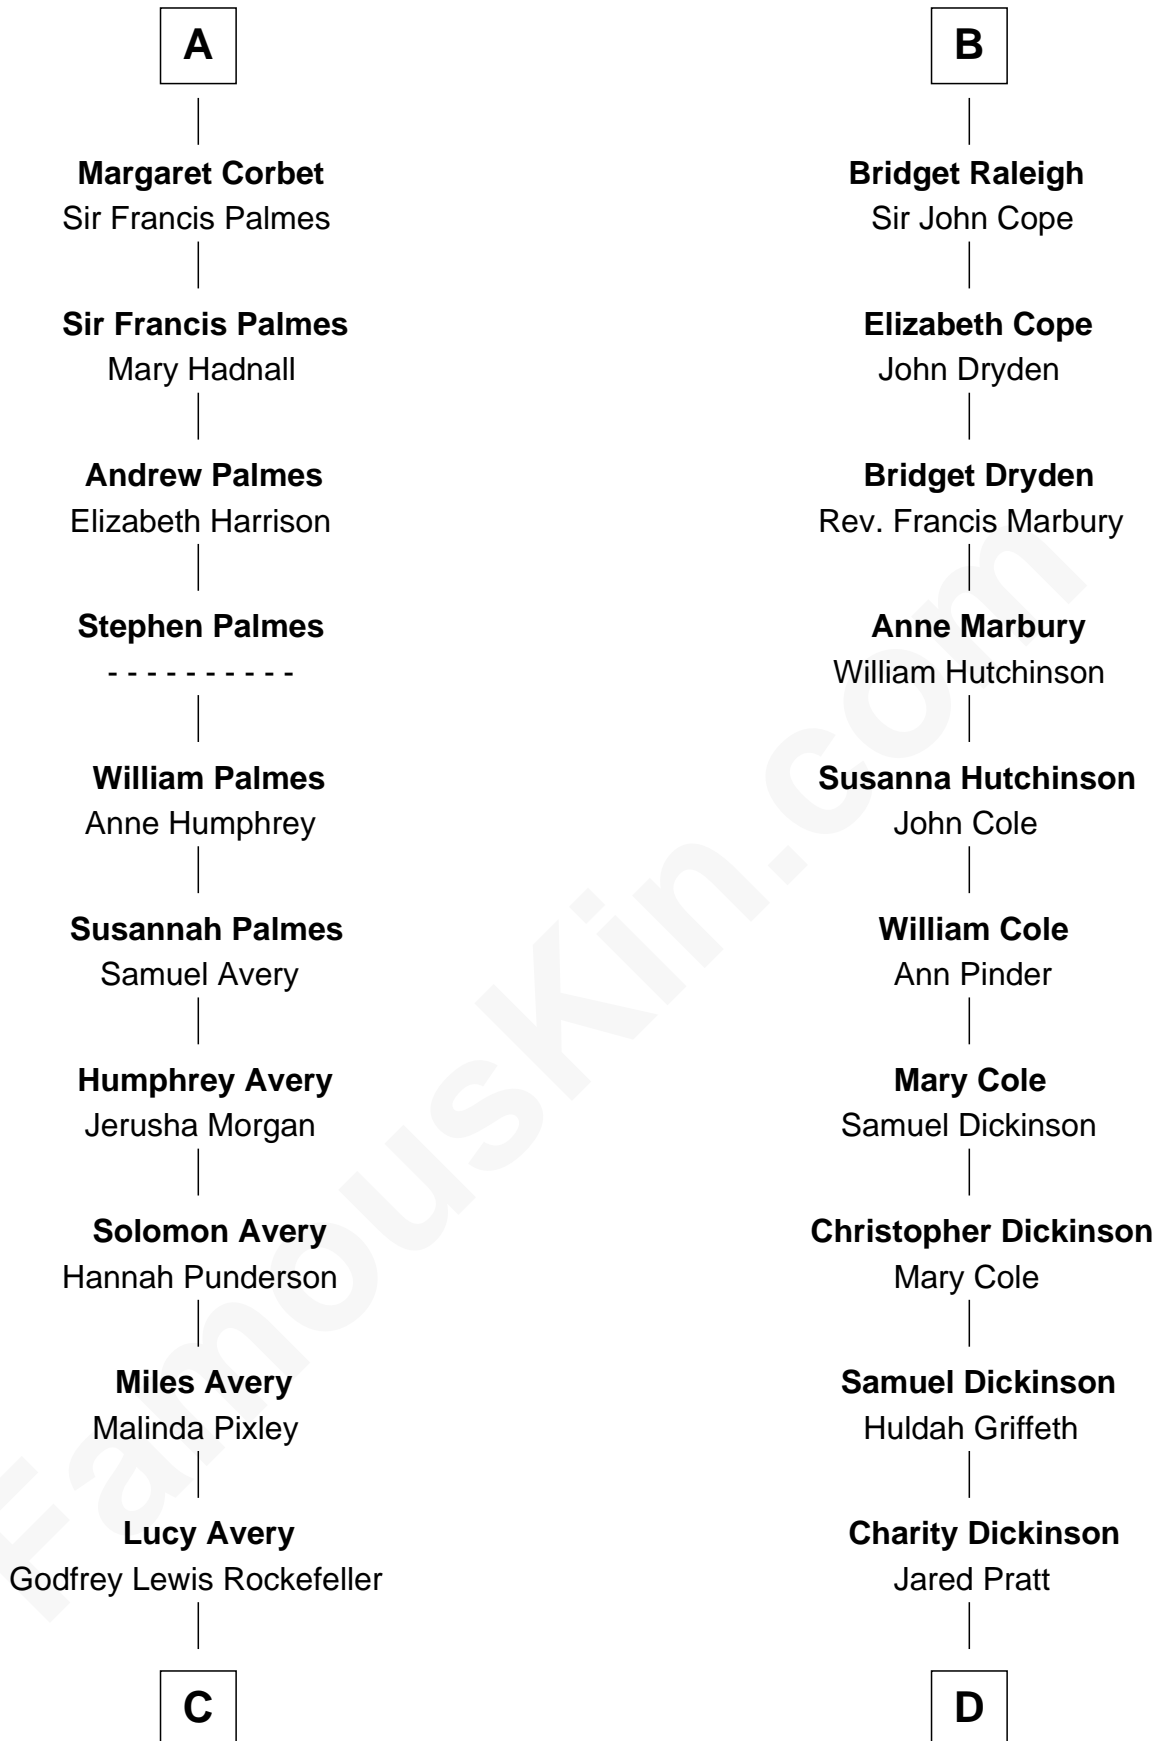 A
Margaret Corbet
Sir Francis Palmes
Sir Francis Palmes
Mary Hadnall
Andrew Palmes
Elizabeth Harrison
Stephen Palmes
- - - - - - - - - -
William Palmes
Anne Humphrey
Susannah Palmes
Samuel Avery
Humphrey Avery
Jerusha Morgan
Solomon Avery
Hannah Punderson
Miles Avery
Malinda Pixley
Lucy Avery
Godfrey Lewis Rockefeller
C
B
Bridget Raleigh
Sir John Cope
Elizabeth Cope
John Dryden
Bridget Dryden
Rev. Francis Marbury
Anne Marbury
William Hutchinson
Susanna Hutchinson
John Cole
William Cole
Ann Pinder
Mary Cole
Samuel Dickinson
Christopher Dickinson
Mary Cole
Samuel Dickinson
Huldah Griffeth
Charity Dickinson
Jared Pratt
D
FamousKin.com